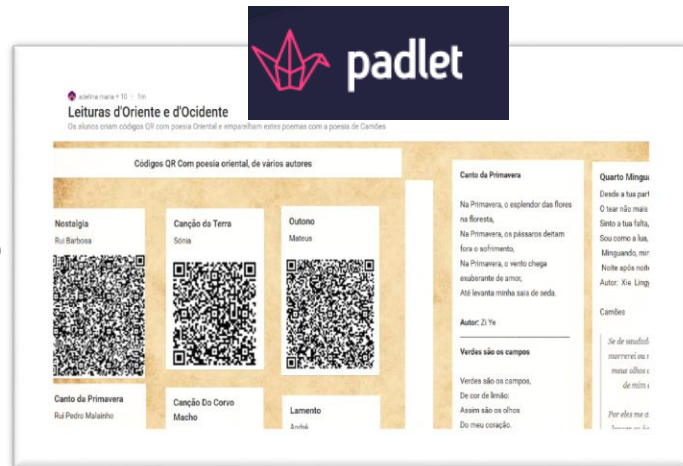 padlet
adelina maria + 10 · 1m
Leituras d'Oriente e d'Ocidente
Os alunos criam códigos QR com poesia Oriental e emparelham estes poemas com a poesia de Camões
Códigos QR Com poesia oriental, de vários autores
Nostalgia
Rui Barbosa
Canção da Terra
Sónia
Outono
Mateus
Canto da Primavera
Rui Pedro Malainho
Canção Do Corvo
Macho
Lamento
André
Canto da Primavera
Na Primavera, o esplendor das flores
na floresta,
Na Primavera, os pássaros deitam
fora o sofrimento,
Na Primavera, o vento chega
exuberante de amor,
Até levanta minha saia de seda.
Autor: Zi Ye
Verdes são os campos
Verdes são os campos,
De cor de limão:
Assim são os olhos
Do meu coração.
Quarto Mingua
Desde a tua part
O tear não mais
Sinto a tua falta,
Sou como a lua,
Minguando, min
Noite após noite
Autor: Xie Lingy
Camões
Se de saudad
morrerei ou
meus olhos
de mim
Por eles me a